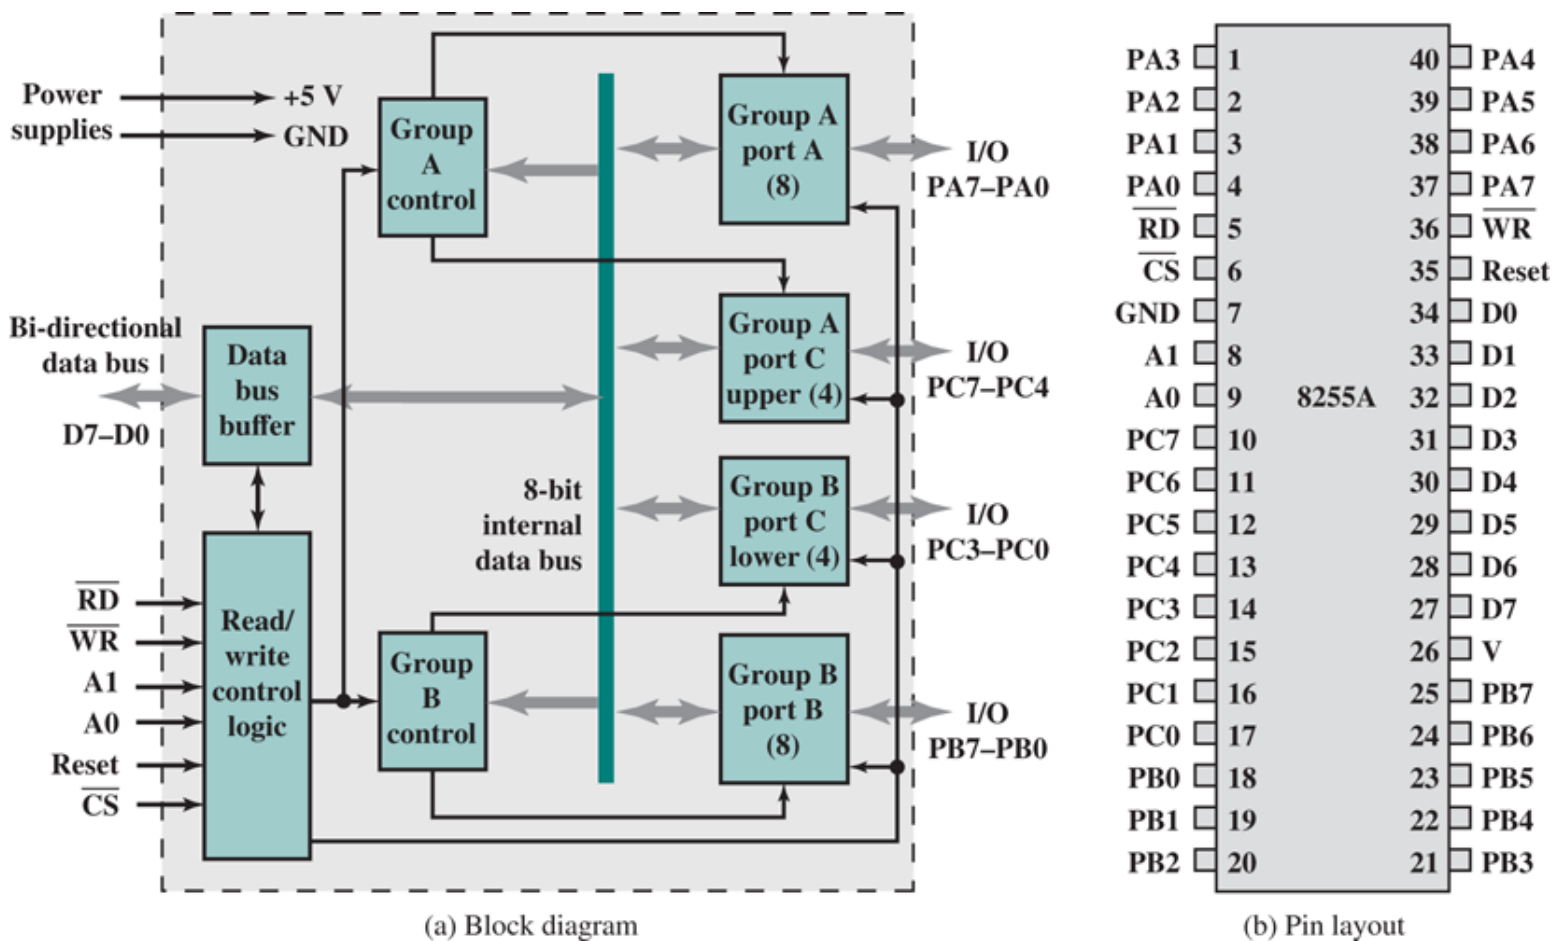 Power
supplies
+5 V
GND
Group
A
control
Group A
port A
(8)
I/O
PA7–PA0
Bi-directional
data bus
D7–D0
Data
bus
buffer
Group A
port C
upper (4)
I/O
PC7–PC4
8-bit
internal
data bus
Group B
port C
lower (4)
I/O
PC3–PC0
RD
WR
A1
A0
Reset
CS
Read/
write
control
logic
Group
B
control
Group B
port B
(8)
I/O
PB7–PB0
(a) Block diagram
PA3 1 40 PA4
PA2 2 39 PA5
PA1 3 38 PA6
PA0 4 37 PA7
RD 5 36 WR
CS 6 35 Reset
GND 7 34 D0
A1 8 33 D1
A0 9 8255A 32 D2
PC7 10 31 D3
PC6 11 30 D4
PC5 12 29 D5
PC4 13 28 D6
PC3 14 27 D7
PC2 15 26 V
PC1 16 25 PB7
PC0 17 24 PB6
PB0 18 23 PB5
PB1 19 22 PB4
PB2 20 21 PB3
(b) Pin layout